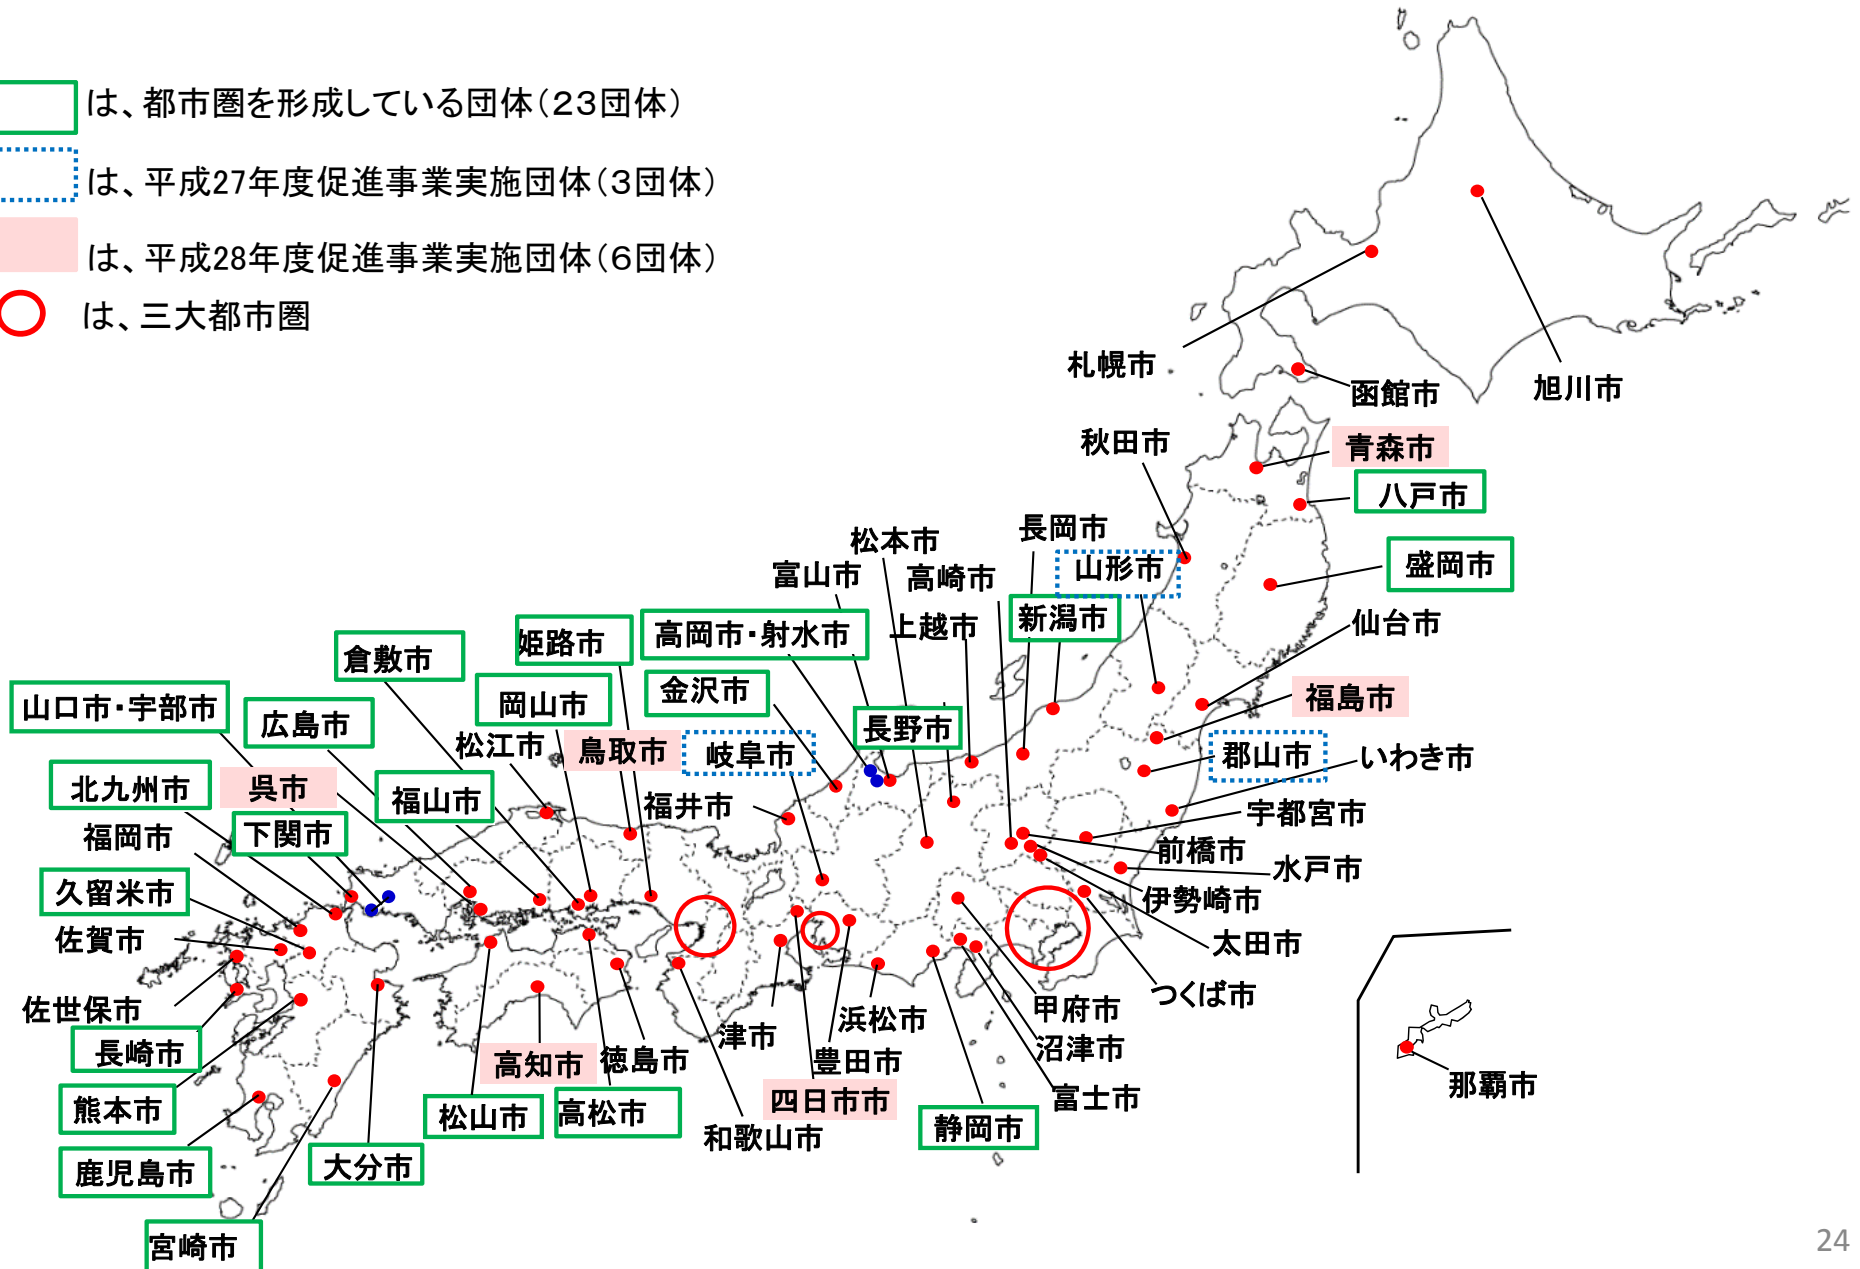 は、都市圏を形成している団体(23団体)
は、平成27年度促進事業実施団体(3団体)
は、平成28年度促進事業実施団体(6団体)
は、三大都市圏
札幌市
函館市
旭川市
秋田市
青森市
八戸市
長岡市
松本市
山形市
盛岡市
富山市
高崎市
仙台市
新潟市
上越市
高岡市・射水市
姫路市
倉敷市
金沢市
福島市
岡山市
山口市・宇部市
広島市
長野市
松江市
鳥取市
岐阜市
郡山市
いわき市
北九州市
呉市
福山市
福井市
宇都宮市
福岡市
下関市
前橋市
水戸市
久留米市
伊勢崎市
佐賀市
太田市
つくば市
佐世保市
甲府市
浜松市
津市
沼津市
長崎市
高知市
徳島市
豊田市
那覇市
四日市市
富士市
熊本市
松山市
高松市
静岡市
和歌山市
鹿児島市
大分市
宮崎市
24